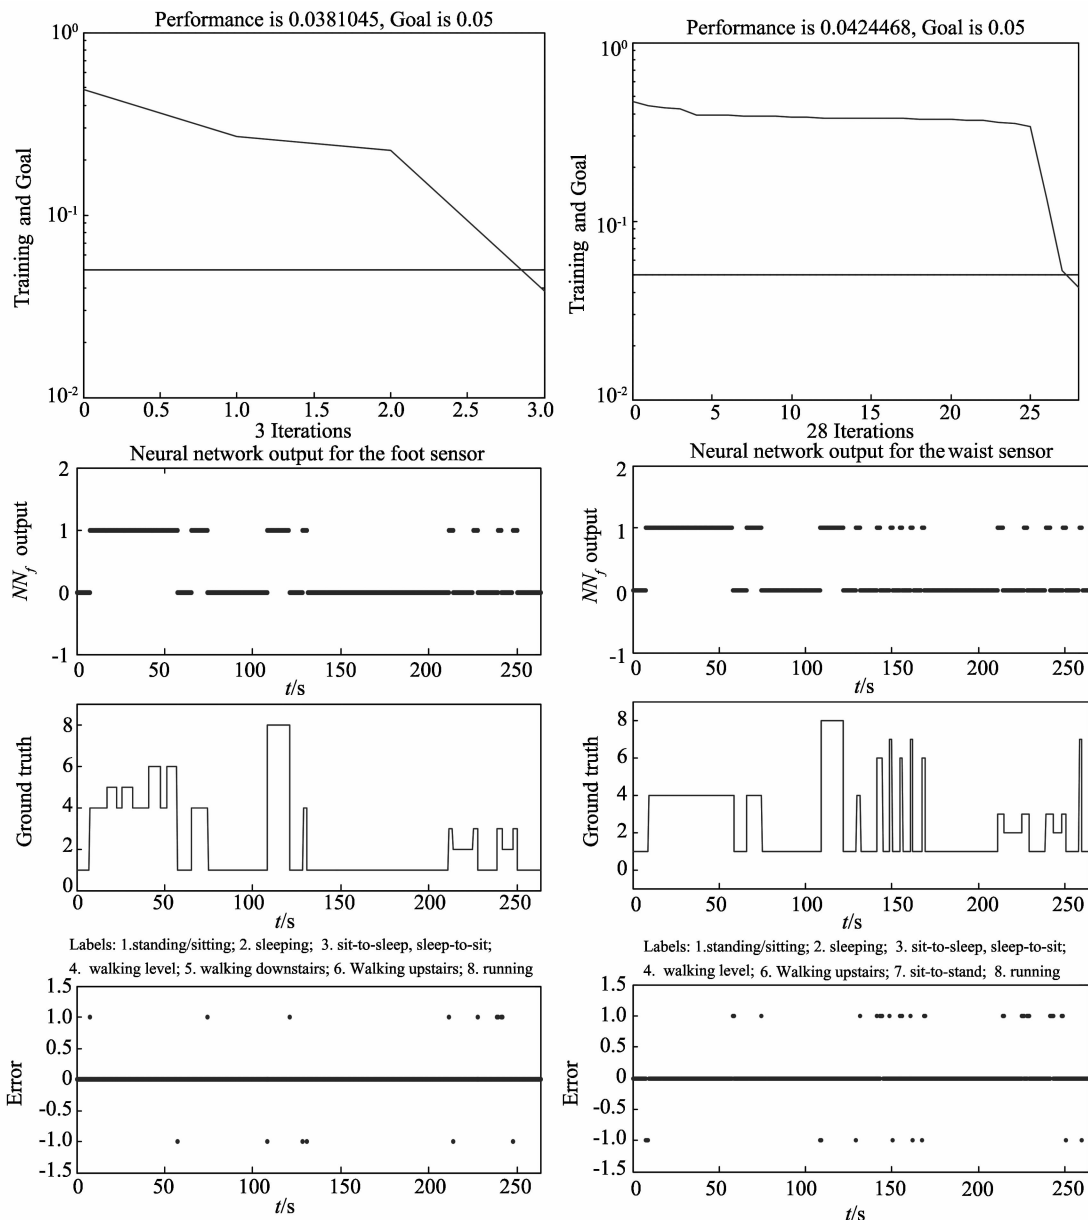 Performance is 0.0381045, Goal is 0.05
10^0
10^-1
10^-2
Training and Goal
0 0.5 1.0 1.5 2.0 2.5 3.0
3 Iterations
Performance is 0.0424468, Goal is 0.05
10^0
10^-1
10^-2
Training and Goal
0 5 10 15 20 25
28 Iterations
Neural network output for the foot sensor
2
1
0
-1
NN_f output
0 50 100 150 200 250
t/s
Neural network output for the waist sensor
2
1
0
-1
NN_f output
0 50 100 150 200 250
t/s
8
6
4
2
0
Ground truth
0 50 100 150 200 250
t/s
8
6
4
2
0
Ground truth
0 50 100 150 200 250
t/s
Labels: 1.standing/sitting; 2. sleeping; 3. sit-to-sleep, sleep-to-sit;
4. walking level; 5. walking downstairs; 6. Walking upstairs; 8. running
Labels: 1.standing/sitting; 2. sleeping; 3. sit-to-sleep, sleep-to-sit;
4. walking level; 6. Walking upstairs; 7. sit-to-stand; 8. running
1.5
1.0
0.5
0
-0.5
-1.0
-1.5
Error
0 50 100 150 200 250
t/s
1.5
1.0
0.5
0
-0.5
-1.0
-1.5
Error
0 50 100 150 200 250
t/s